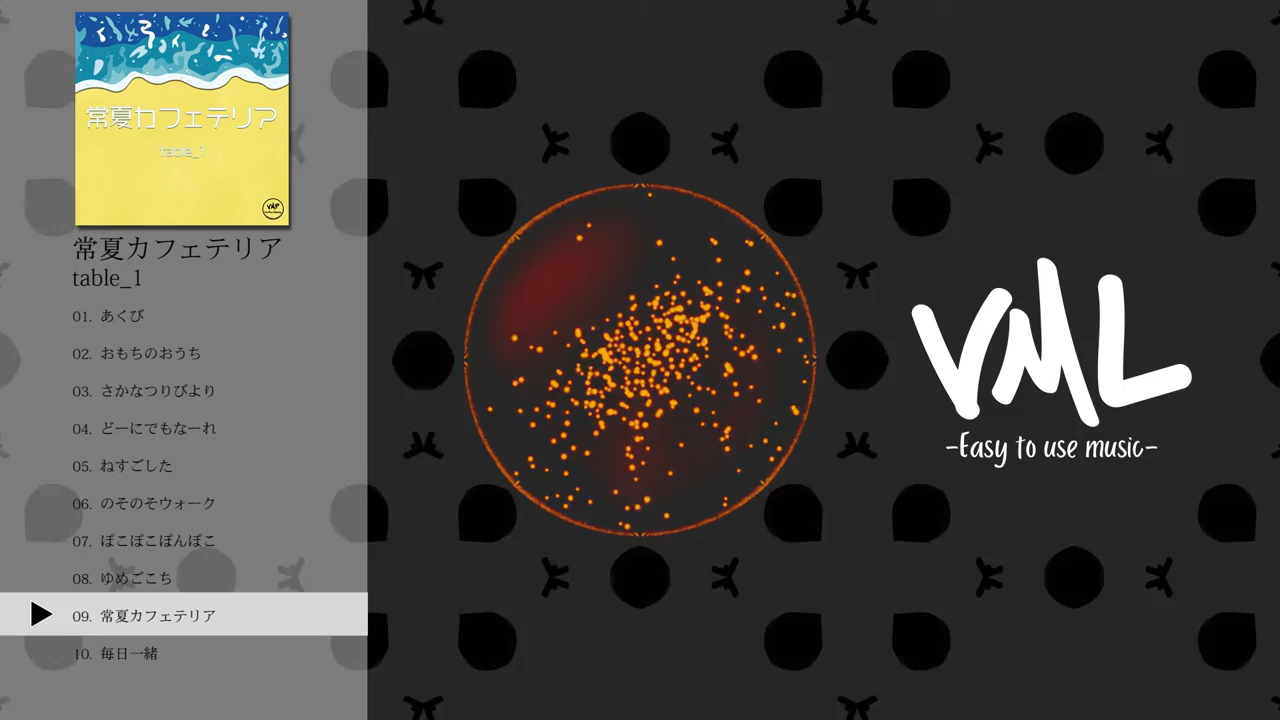 常夏カフェテリア
table_1
VMP
常夏カフェテリア
table_1
01. あくび
02. おもちのおうち
03. さかなつりびより
04. どーにでもなーれ
05. ねすごした
06. のそのそウォーク
07. ぽこぽこぽんぽこ
08. ゆめごこち
09. 常夏カフェテリア
10. 毎日一緒
VML
-Easy to use music-